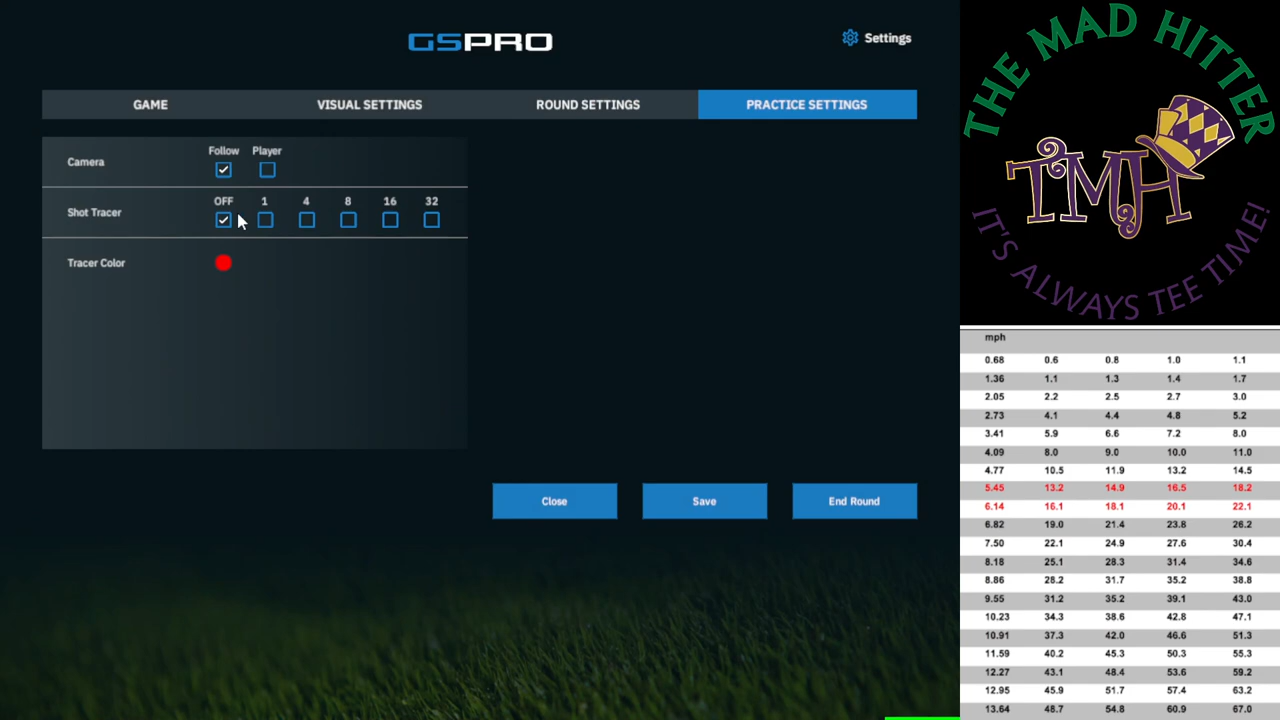 GSPRO
Settings
GAME
VISUAL SETTINGS
ROUND SETTINGS
PRACTICE SETTINGS
Camera
Follow Player
Shot Tracer
OFF 1 4 8 16 32
Tracer Color
Close
Save
End Round
THE MAD HITTER
TMH
IT'S ALWAYS TEE TIME!
mph
0.68 0.6 0.8 1.0 1.1
1.36 1.1 1.3 1.4 1.7
2.05 2.2 2.5 2.7 3.0
2.73 4.1 4.4 4.8 5.2
3.41 5.9 6.6 7.2 8.0
4.09 8.0 9.0 10.0 11.0
4.77 10.5 11.9 13.2 14.5
5.45 13.2 14.9 16.5 18.2
6.14 16.1 18.1 20.1 22.1
6.82 19.0 21.4 23.8 26.2
7.50 22.1 24.9 27.6 30.4
8.18 25.1 28.3 31.4 34.6
8.86 28.2 31.7 35.2 38.8
9.55 31.2 35.2 39.1 43.0
10.23 34.3 38.6 42.8 47.1
10.91 37.3 42.0 46.6 51.3
11.59 40.2 45.3 50.3 55.3
12.27 43.1 48.4 53.6 59.2
12.95 45.9 51.7 57.4 63.2
13.64 48.7 54.8 60.9 67.0